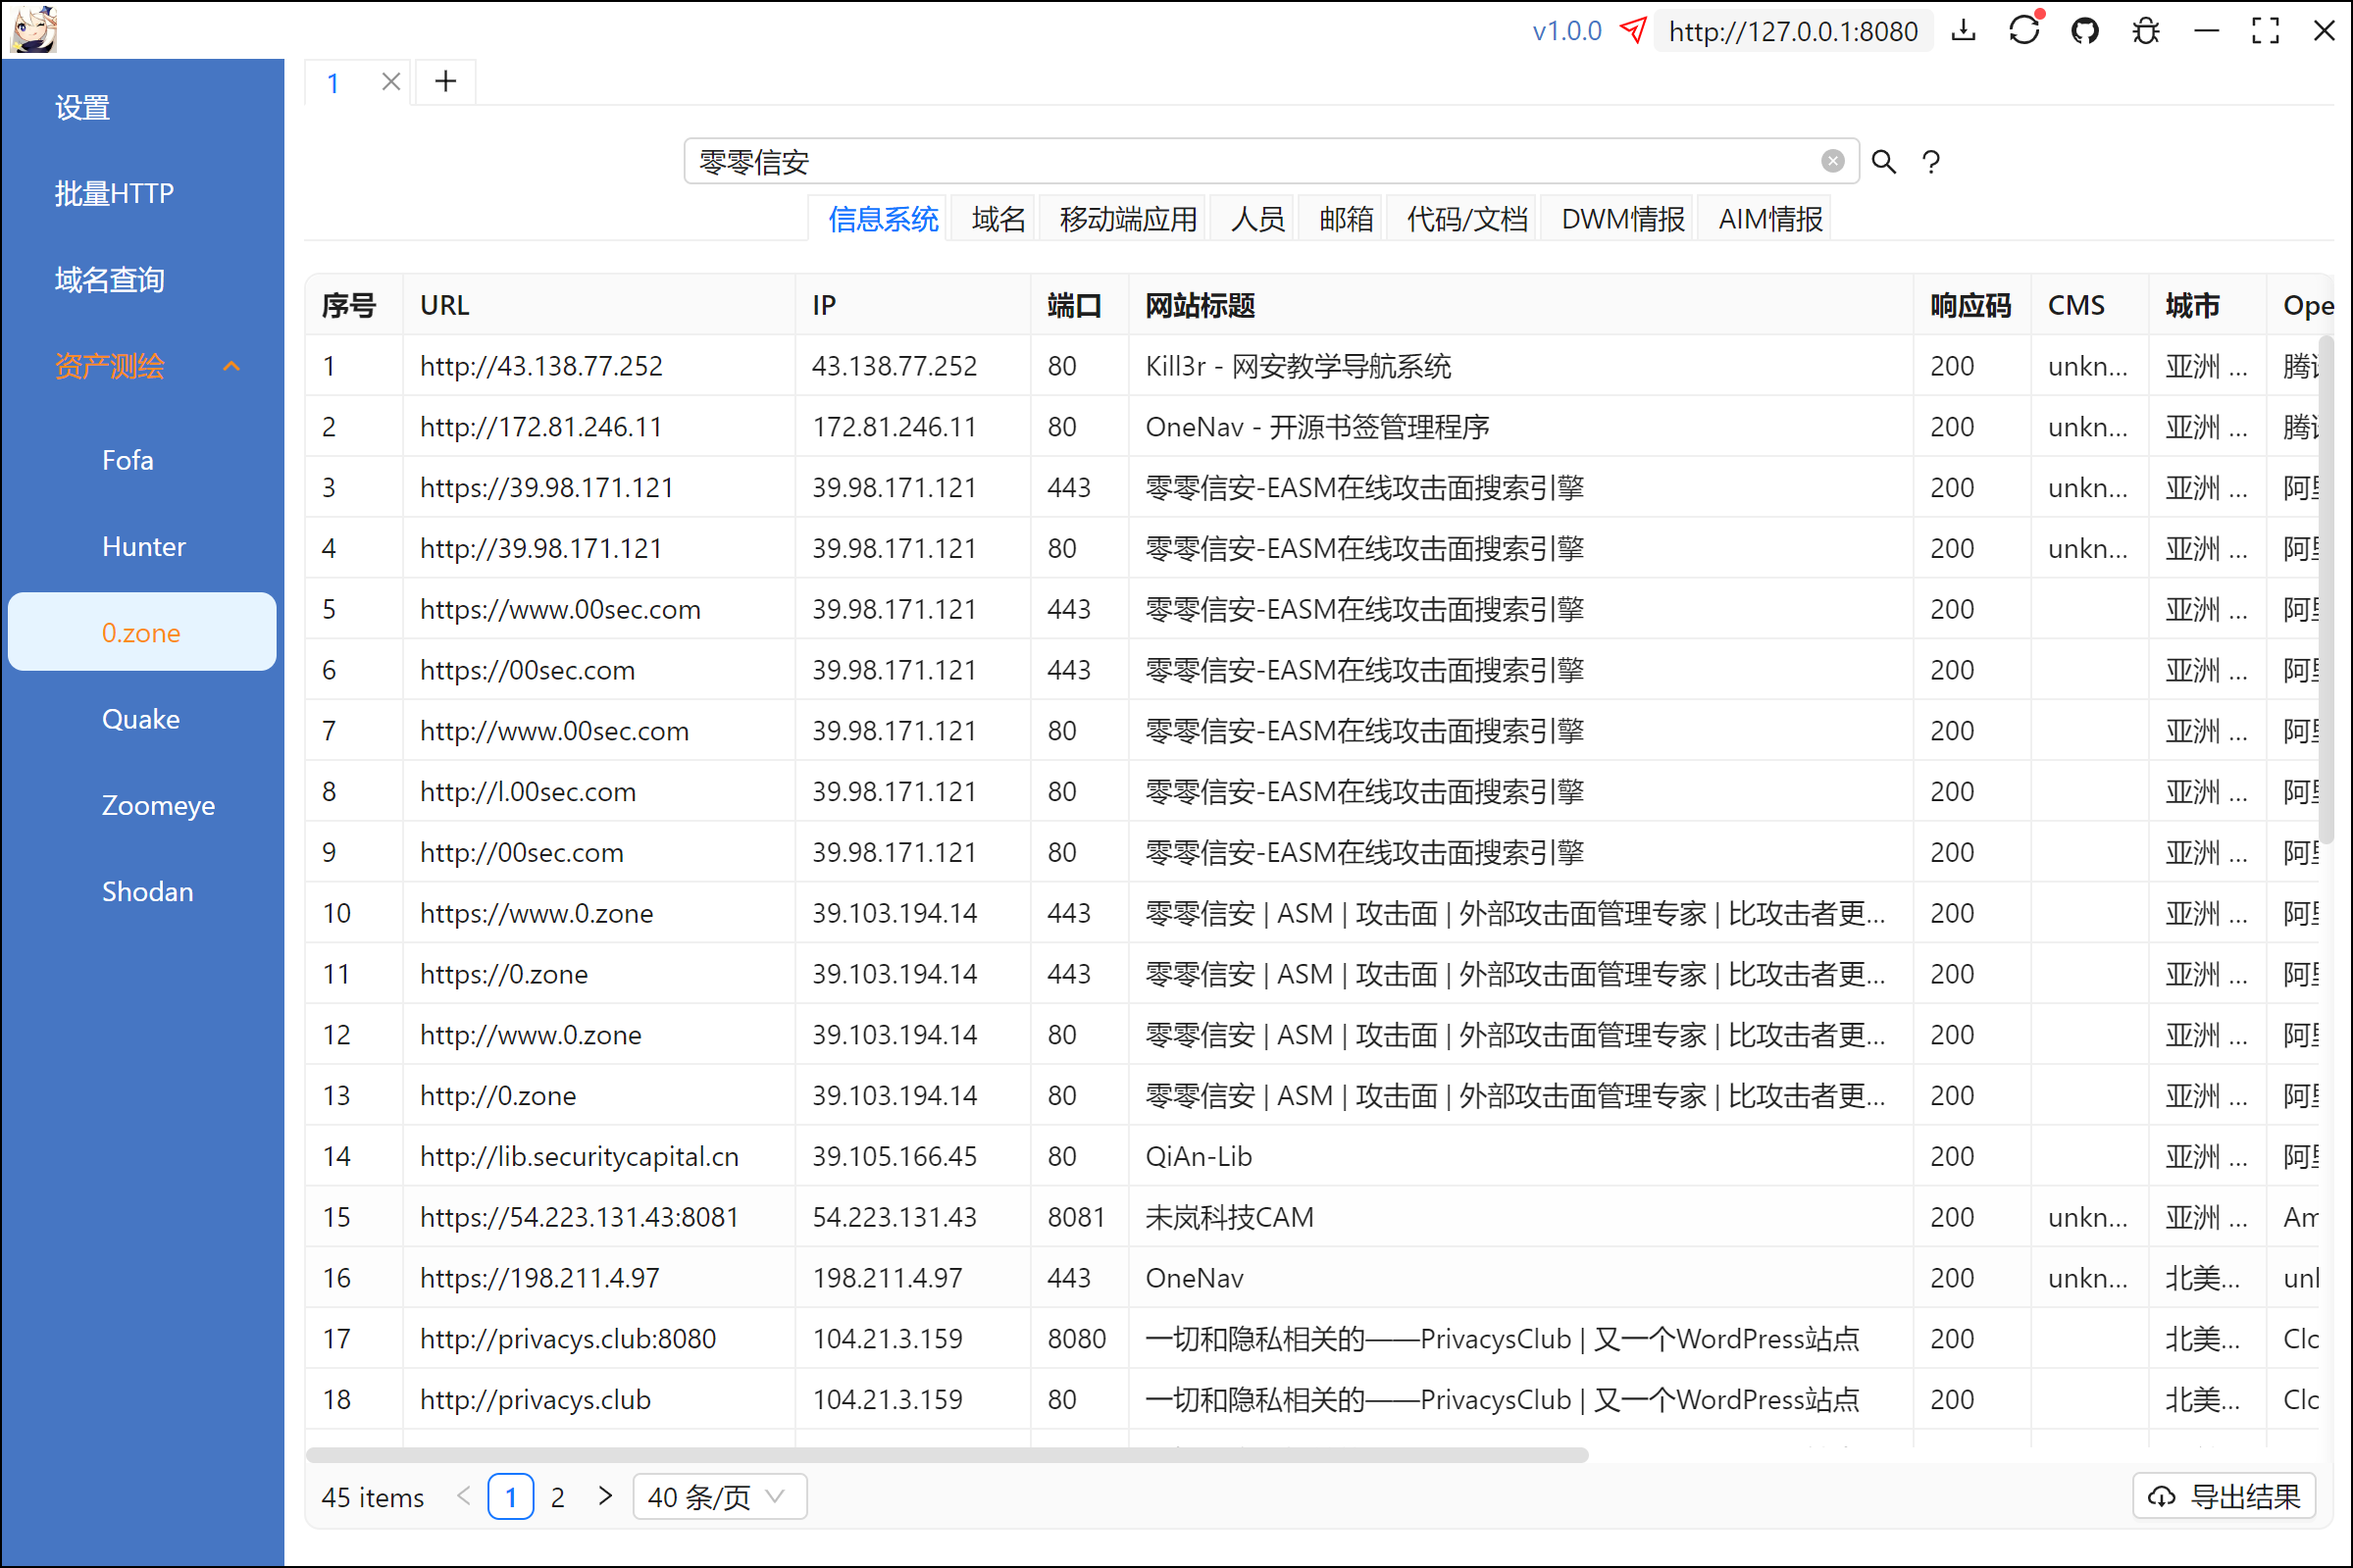 v1.0.0 http://127.0.0.1:8080
设置
批量HTTP
域名查询
资产测绘
Fofa
Hunter
0.zone
Quake
Zoomeye
Shodan
1
零零信安
信息系统 域名 移动端应用 人员 邮箱 代码/文档 DWM情报 AIM情报
序号 URL IP 端口 网站标题 响应码 CMS 城市 Ope
1 http://43.138.77.252 43.138.77.252 80 Kill3r - 网安教学导航系统 200 unkn... 亚洲 ... 腾
2 http://172.81.246.11 172.81.246.11 80 OneNav - 开源书签管理程序 200 unkn... 亚洲 ... 腾
3 https://39.98.171.121 39.98.171.121 443 零零信安-EASM在线攻击面搜索引擎 200 unkn... 亚洲 ... 阿
4 http://39.98.171.121 39.98.171.121 80 零零信安-EASM在线攻击面搜索引擎 200 unkn... 亚洲 ... 阿
5 https://www.00sec.com 39.98.171.121 443 零零信安-EASM在线攻击面搜索引擎 200 亚洲 ... 阿
6 https://00sec.com 39.98.171.121 443 零零信安-EASM在线攻击面搜索引擎 200 亚洲 ... 阿
7 http://www.00sec.com 39.98.171.121 80 零零信安-EASM在线攻击面搜索引擎 200 亚洲 ... 阿
8 http://l.00sec.com 39.98.171.121 80 零零信安-EASM在线攻击面搜索引擎 200 亚洲 ... 阿
9 http://00sec.com 39.98.171.121 80 零零信安-EASM在线攻击面搜索引擎 200 亚洲 ... 阿
10 https://www.0.zone 39.103.194.14 443 零零信安 | ASM | 攻击面 | 外部攻击面管理专家 | 比攻击者更... 200 亚洲 ... 阿
11 https://0.zone 39.103.194.14 443 零零信安 | ASM | 攻击面 | 外部攻击面管理专家 | 比攻击者更... 200 亚洲 ... 阿
12 http://www.0.zone 39.103.194.14 80 零零信安 | ASM | 攻击面 | 外部攻击面管理专家 | 比攻击者更... 200 亚洲 ... 阿
13 http://0.zone 39.103.194.14 80 零零信安 | ASM | 攻击面 | 外部攻击面管理专家 | 比攻击者更... 200 亚洲 ... 阿
14 http://lib.securitycapital.cn 39.105.166.45 80 QiAn-Lib 200 亚洲 ... 阿
15 https://54.223.131.43:8081 54.223.131.43 8081 未岚科技CAM 200 unkn... 亚洲 ... Am
16 https://198.211.4.97 198.211.4.97 443 OneNav 200 unkn... 北美... unl
17 http://privacys.club:8080 104.21.3.159 8080 一切和隐私相关的——PrivacysClub | 又一个WordPress站点 200 北美... Clo
18 http://privacys.club 104.21.3.159 80 一切和隐私相关的——PrivacysClub | 又一个WordPress站点 200 北美... Clo
45 items 1 2 40 条/页 导出结果